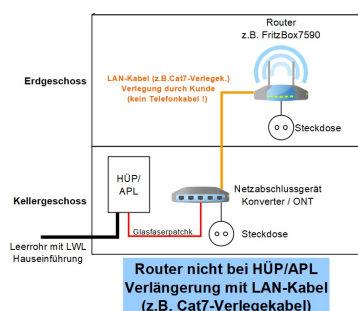 Router
z.B. FritzBox7590
Erdgeschoss
LAN-Kabel (z.B.Cat7-Verlegek.)
Verlegung durch Kunde
(kein Telefonkabel !)
Steckdose
HÜP/
APL
Kellergeschoss
Netzabschlussgerät
Konverter / ONT
Glasfaserpatchk.
Steckdose
Leerrohr mit LWL
Hauseinführung
Router nicht bei HÜP/APL
Verlängerung mit LAN-Kabel
(z.B. Cat7-Verlegekabel)